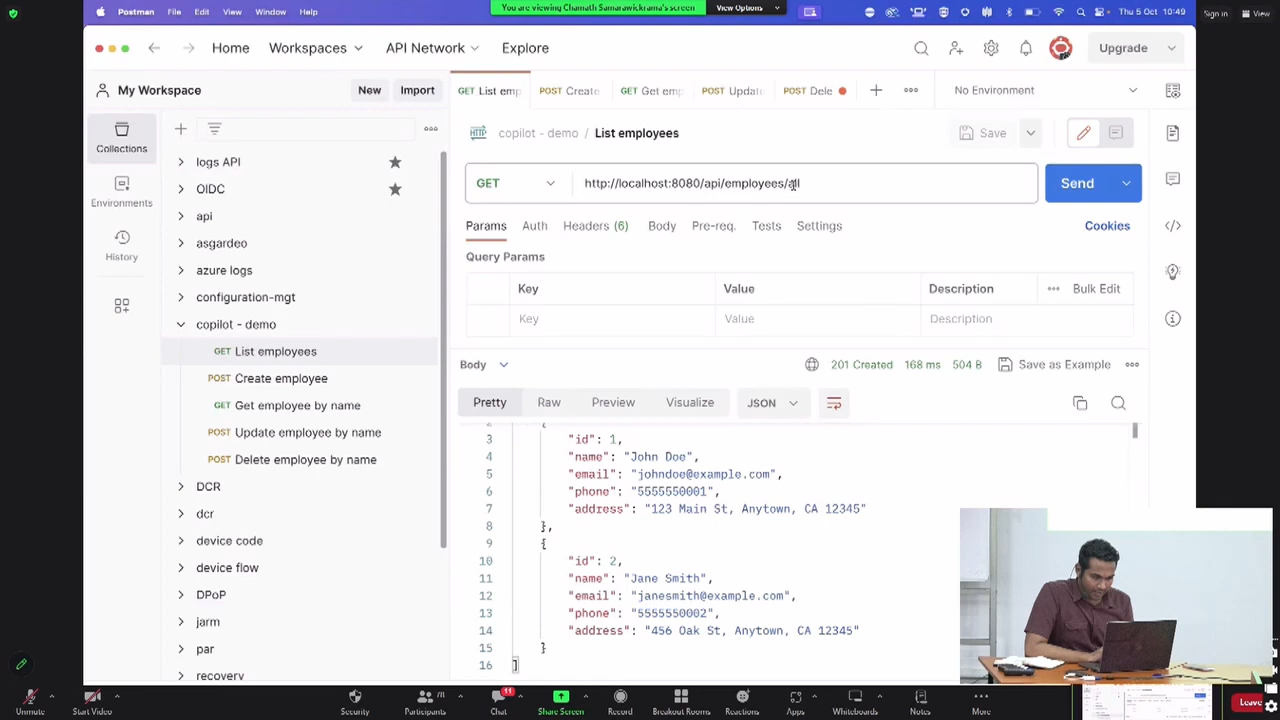 Postman File Edit View Window Help
You are viewing Chamath Samarawickrama's screen View Options
Thu 5 Oct 10:49
Sign in View
Home Workspaces API Network Explore Upgrade
My Workspace New Import
GET List emp POST Create GET Get emp POST Updat POST Dele No Environment
Collections
Environments
History
logs API
OIDC
api
asgardeo
azure logs
configuration-mgt
copilot - demo
GET List employees
POST Create employee
GET Get employee by name
POST Update employee by name
POST Delete employee by name
DCR
dcr
device code
device flow
DPoP
jarm
par
recovery
HTTP copilot - demo / List employees Save
GET http://localhost:8080/api/employees/all Send
Params Auth Headers (6) Body Pre-req. Tests Settings Cookies
Query Params
Key Value Description Bulk Edit
Key Value Description
Body 201 Created 168 ms 504 B Save as Example
Pretty Raw Preview Visualize JSON
2 {
3 "id": 1,
4 "name": "John Doe",
5 "email": "johndoe@example.com",
6 "phone": "5555550001",
7 "address": "123 Main St, Anytown, CA 12345"
8 },
9 {
10 "id": 2,
11 "name": "Jane Smith",
12 "email": "janesmith@example.com",
13 "phone": "5555550002",
14 "address": "456 Oak St, Anytown, CA 12345"
15 }
16 ]
Unmute Start Video Apps Whiteboards Notes More Leave